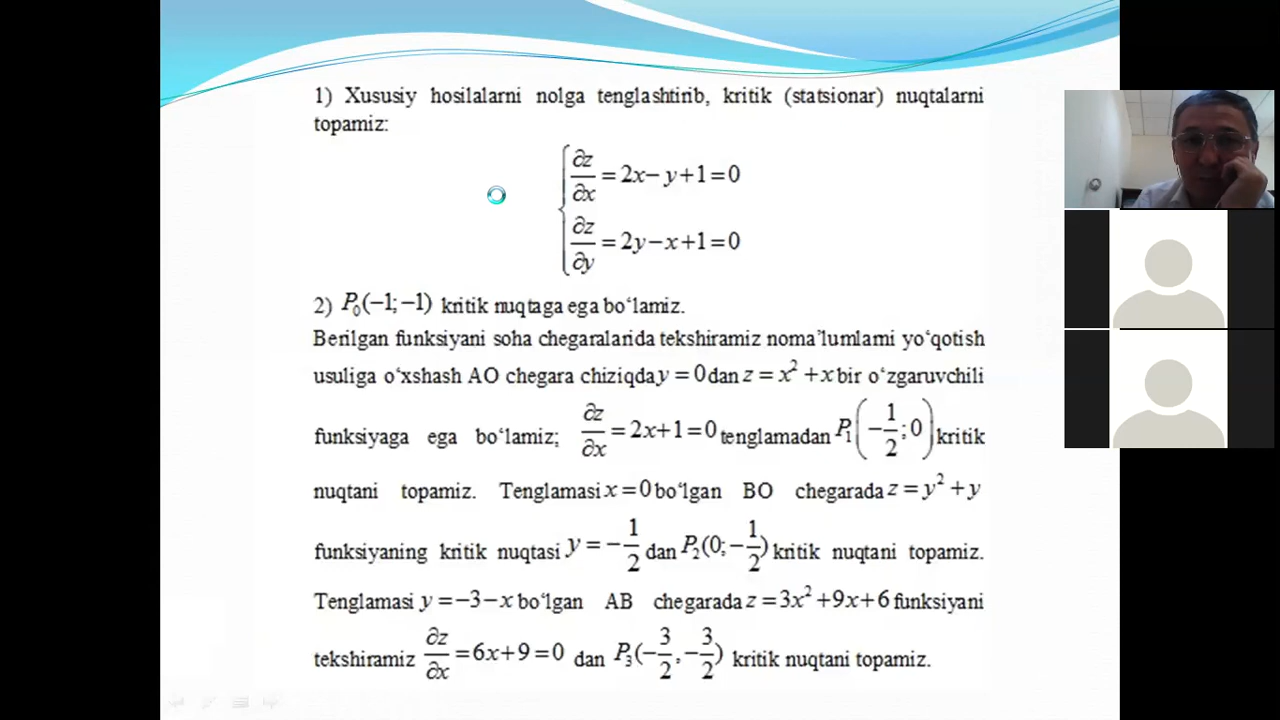 1) Xususiy hosilalarni nolga tenglashtirib, kritik (statsionar) nuqtalarni
topamiz:
∂z/∂x = 2x − y + 1 = 0
∂z/∂y = 2y − x + 1 = 0
2) P₀(−1; −1) kritik nuqtaga ega bo‘lamiz.
Berilgan funksiyani soha chegaralarida tekshiramiz noma’lumlarni yo‘qotish
usuliga o‘xshash AO chegara chiziqda y = 0 dan z = x² + x bir o‘zgaruvchili
funksiyaga ega bo‘lamiz; ∂z/∂x = 2x + 1 = 0 tenglamadan P₁(−1/2; 0) kritik
nuqtani topamiz. Tenglamasi x = 0 bo‘lgan BO chegarada z = y² + y
funksiyaning kritik nuqtasi y = −1/2 dan P₂(0; −1/2) kritik nuqtani topamiz.
Tenglamasi y = −3 − x bo‘lgan AB chegarada z = 3x² + 9x + 6 funksiyani
tekshiramiz ∂z/∂x = 6x + 9 = 0 dan P₃(−3/2, −3/2) kritik nuqtani topamiz.